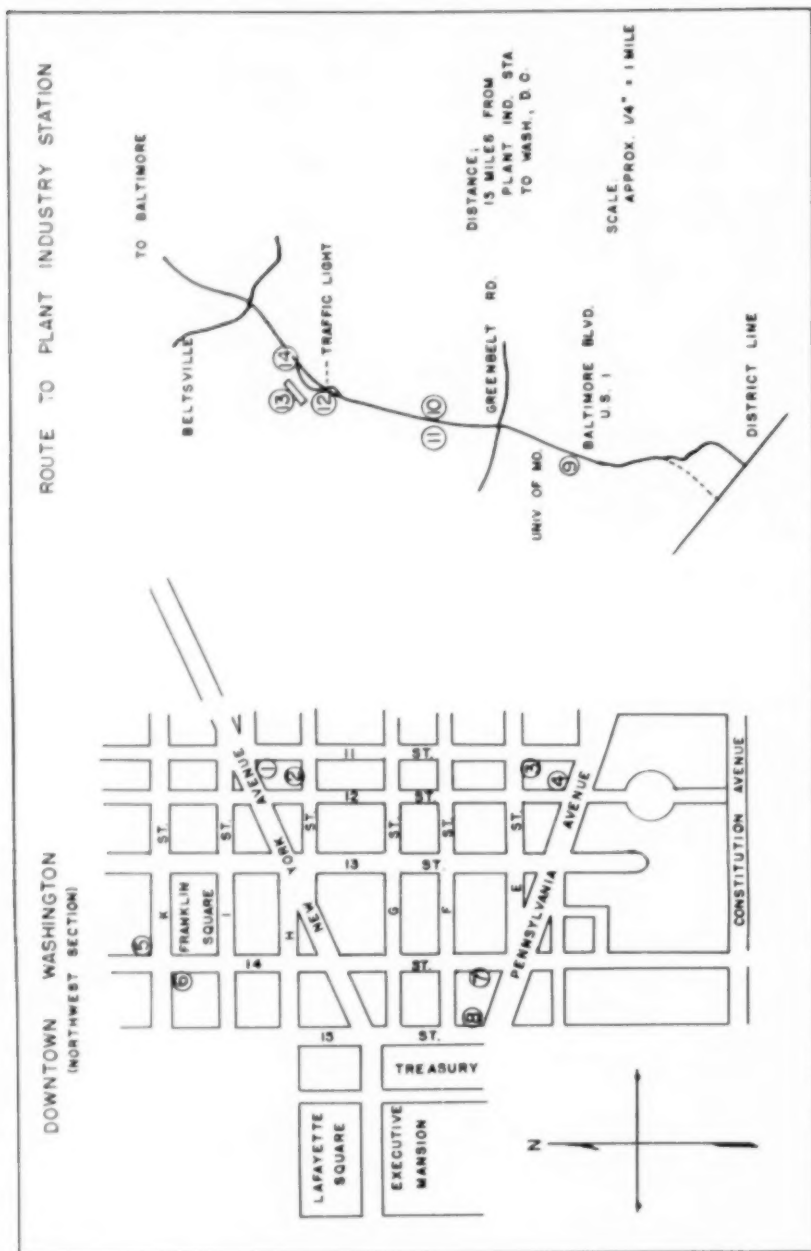 DOWNTOWN WASHINGTON
(NORTHWEST SECTION)
ROUTE TO PLANT INDUSTRY STATION
5
K ST.
FRANKLIN
SQUARE
6
I ST.
14 ST.
H ST.
NEW YORK AVENUE
1
2
11 ST.
12 ST.
13 ST.
15 ST.
G ST.
F ST.
E ST.
3
4
7
8
PENNSYLVANIA AVENUE
CONSTITUTION AVENUE
LAFAYETTE
SQUARE
TREASURY
EXECUTIVE
MANSION
N
TO BALTIMORE
BELTSVILLE
14
13
12
TRAFFIC LIGHT
11
10
GREENBELT RD.
UNIV OF MD.
9
BALTIMORE BLVD.
U.S. 1
DISTRICT LINE
DISTANCE;
15 MILES FROM
PLANT IND. STA
TO WASH., D. C.
SCALE:
APPROX. 1/4" = 1 MILE